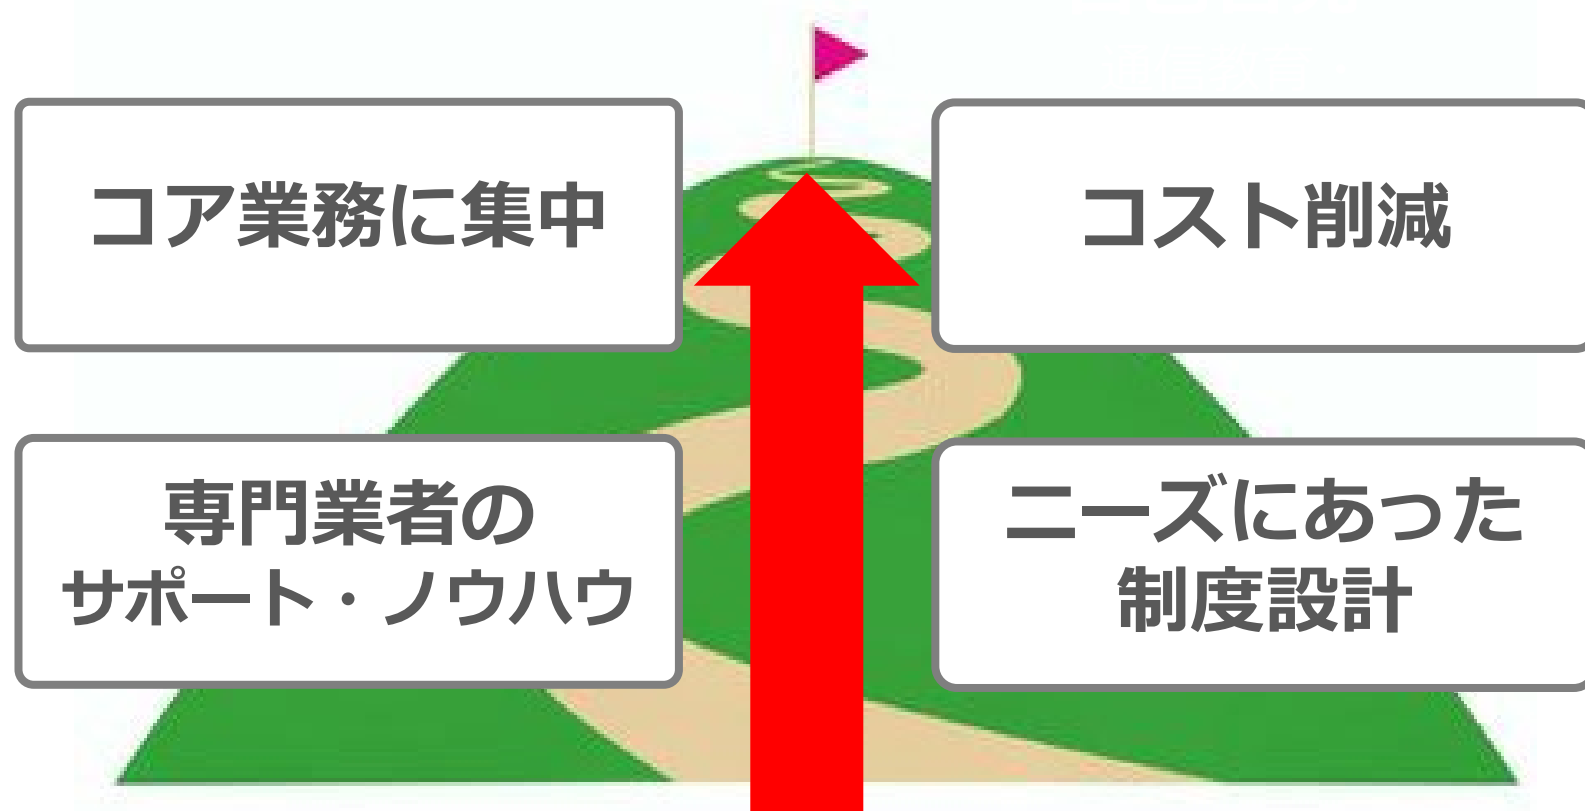 コア業務に集中
コスト削減
専門業者の
サポート・ノウハウ
ニーズにあった
制度設計